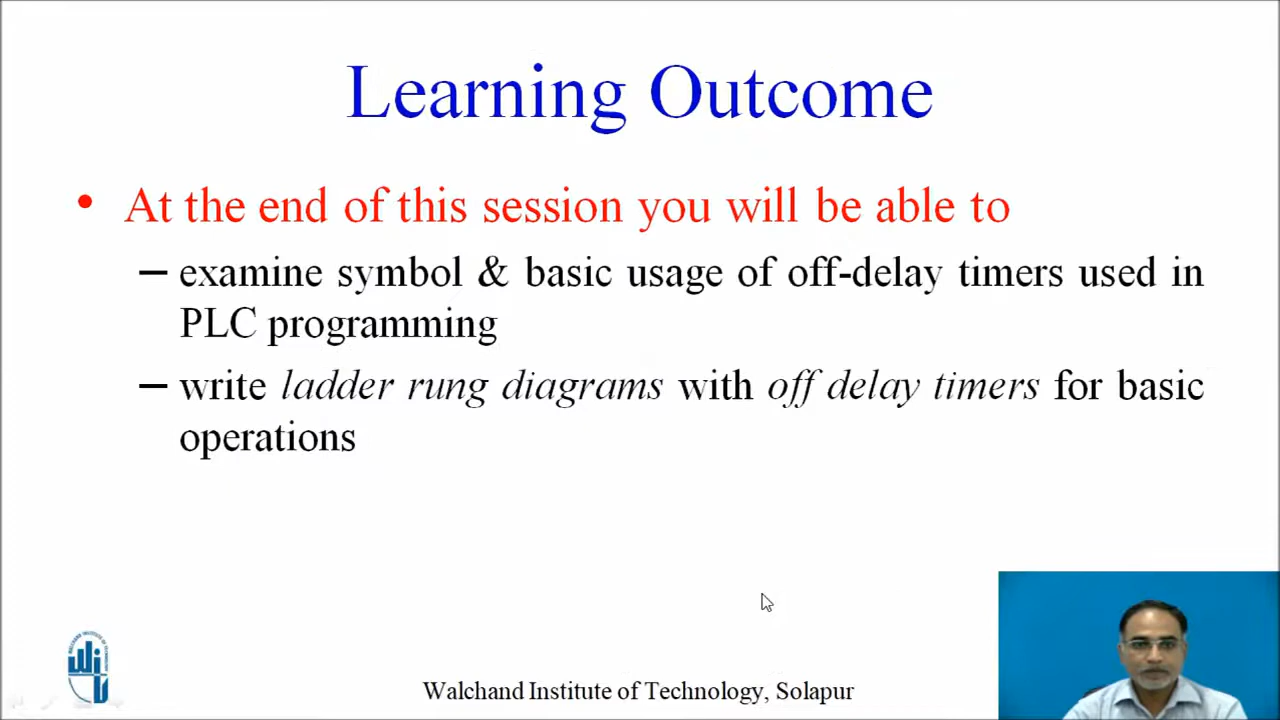 Learning Outcome
• At the end of this session you will be able to
– examine symbol & basic usage of off-delay timers used in
PLC programming
– write ladder rung diagrams with off delay timers for basic
operations
Walchand Institute of Technology, Solapur